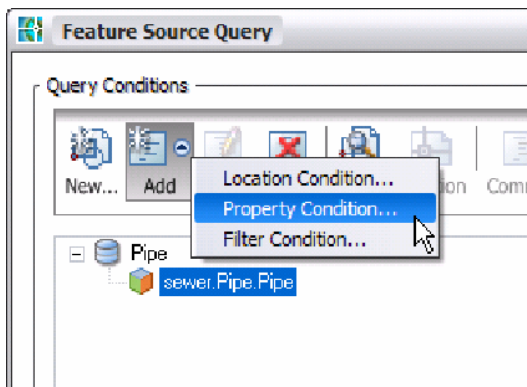 Feature Source Query
Query Conditions
New... Add
Location Condition...
Property Condition...
Filter Condition...
Pipe
sewer.Pipe.Pipe